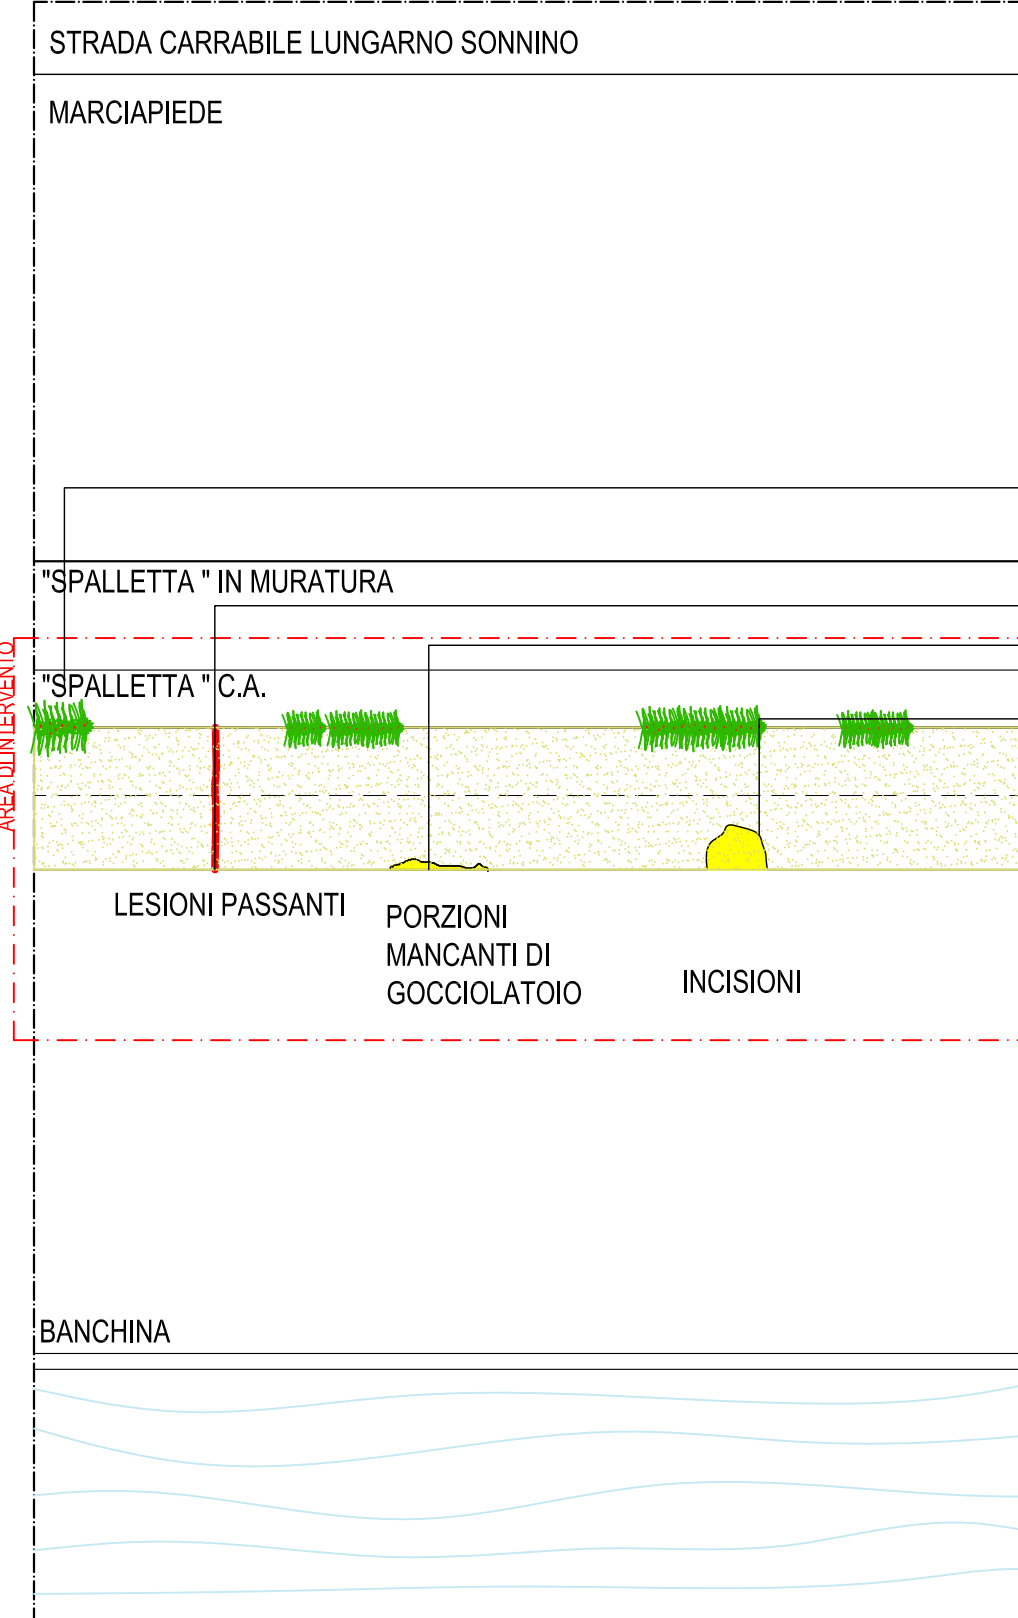 STRADA CARRABILE LUNGARNO SONNINO
MARCIAPIEDE
"SPALLETTA " IN MURATURA
AREA DI INTERVENTO
"SPALLETTA " C.A.
LESIONI PASSANTI
PORZIONI
MANCANTI DI
GOCCIOLATOIO
INCISIONI
BANCHINA